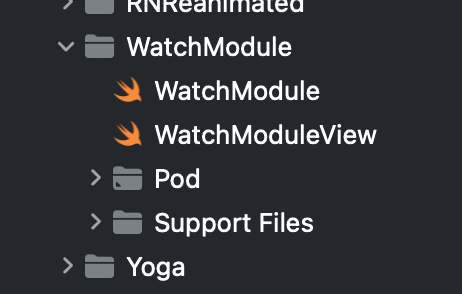 RNReanimated
WatchModule
WatchModule
WatchModuleView
Pod
Support Files
Yoga